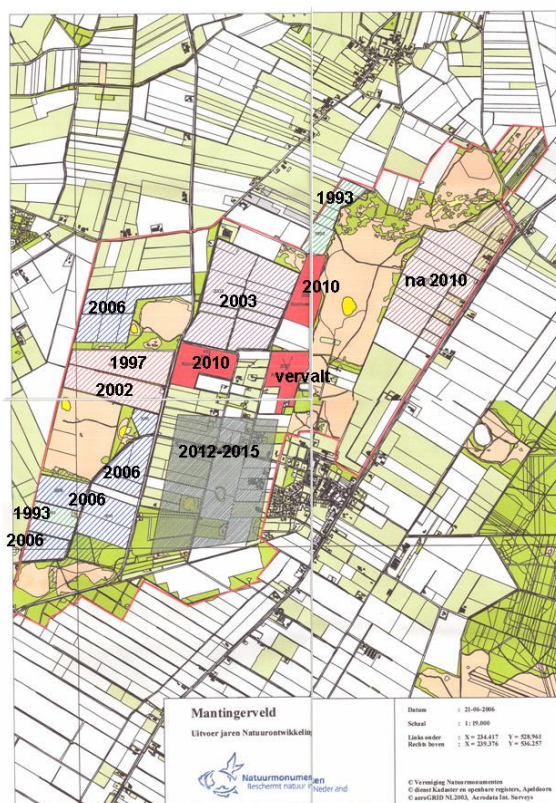 1993
2010
na 2010
2006
2003
1997
2010
vervalt
2002
2012-2015
2006
2006
1993
2006
Mantingerveld
Uitvoer jaren Natuurontwikkeling
Natuurmonumenten
Beschermt natuur in Nederland
Datum : 21-06-2006
Schaal : 1: 19.000
Links onder : X = 234.417 Y = 528.961
Rechts boven : X = 239.376 Y = 536.257
© Vereniging Natuurmonumenten
© dienst Kadaster en openbare registers, Apeldoorn
© aeroGRID NL2003, Aerodata Int. Surveys